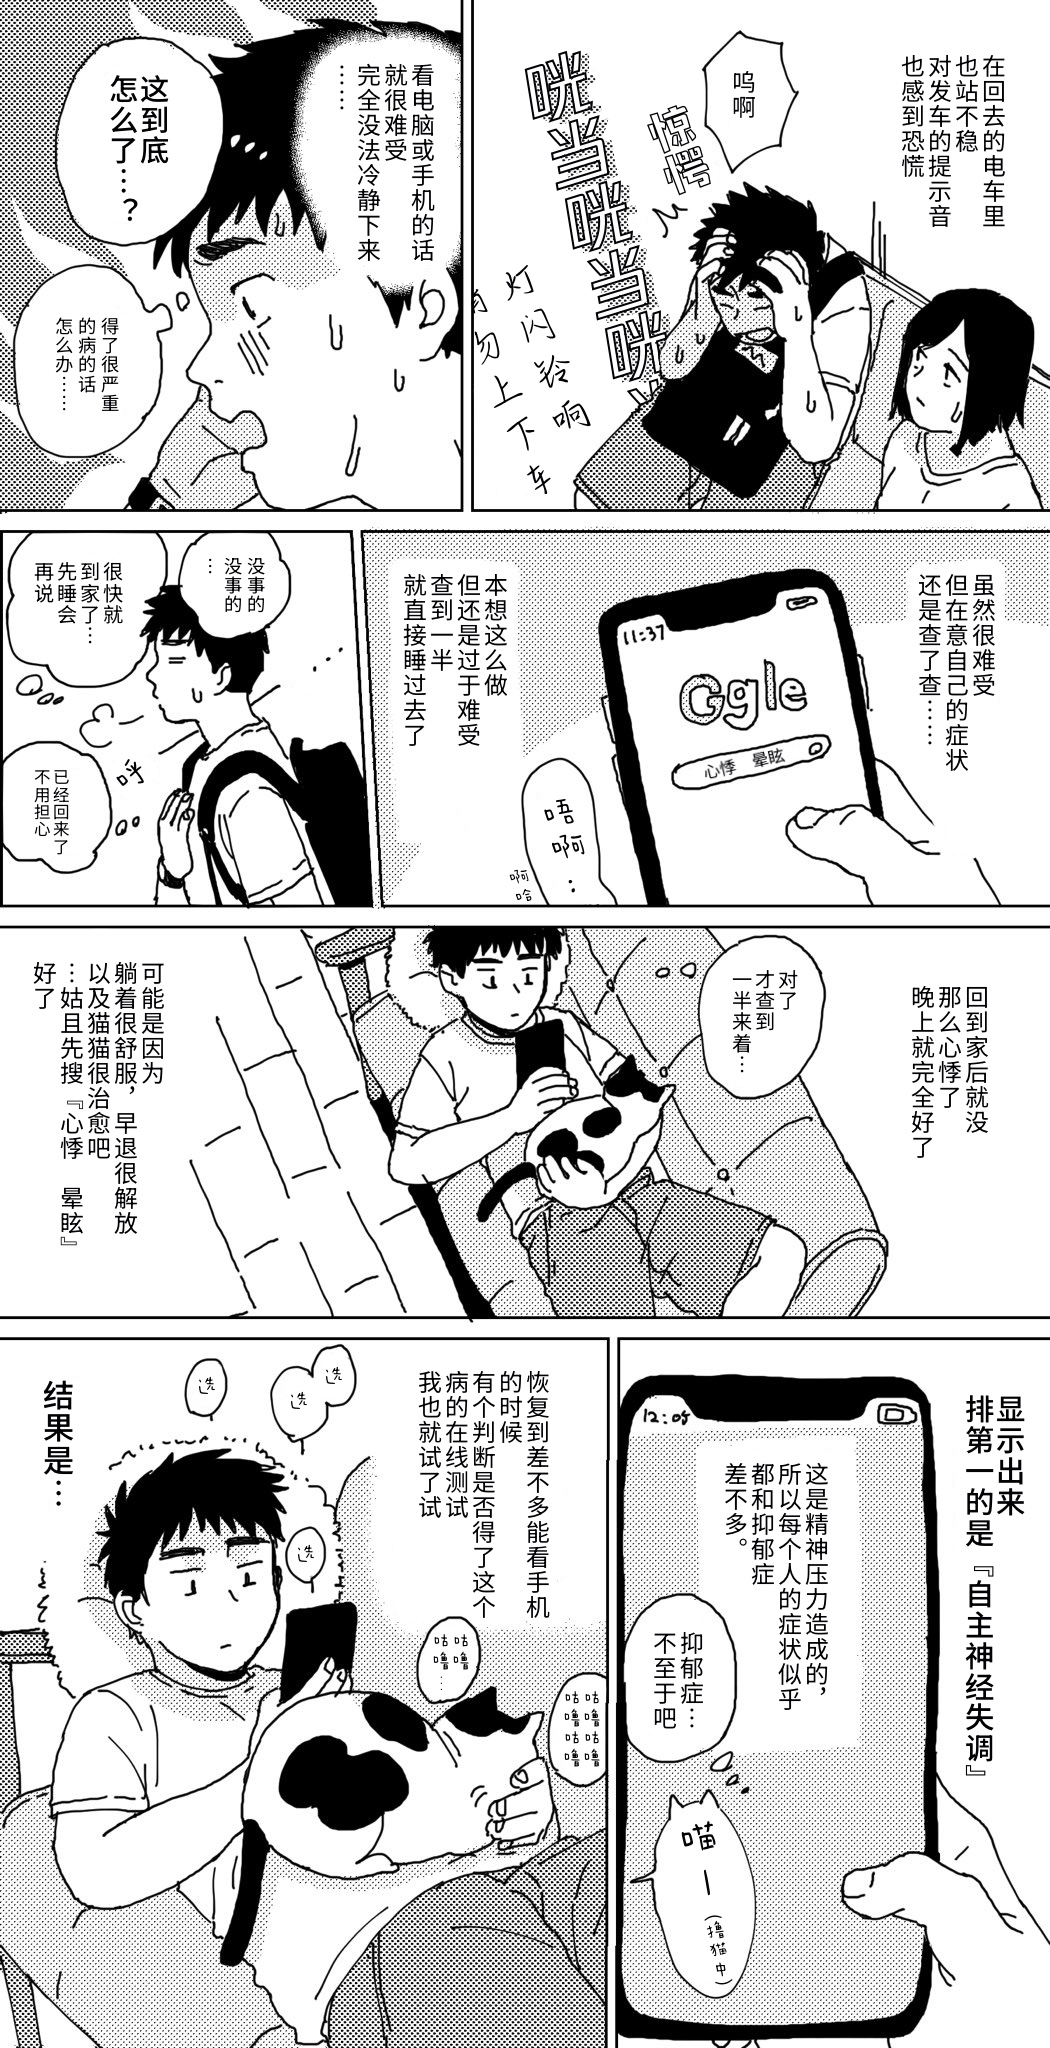 在回去的电车里
也站不稳
对发车的提示音
也感到恐慌
呜啊
惊愕
咣当咣当咣
灯闪铃响
勿上下车
看电脑或手机的话
就很难受
完全没法冷静下来
……
这到底
怎么了…？
得了很严重
的病的话
怎么办……
虽然很难受
但在意自己的症状
还是查了查……
11:37
Ggle
心悸 晕眩
本想这么做
但还是过于难受
查到一半
就直接睡过去了
唔啊…
啊哈
没事的
没事的
…
很快就
到家了…
先睡会
再说
呼
已经回来了
不用担心
回到家后就没
那么心悸了
晚上就完全好了
对了
才查到
一半来着…
可能是因为
躺着很舒服，早退很解放
以及猫猫很治愈吧
…姑且先搜『心悸 晕眩』
好了
显示出来
排第一的是『自主神经失调』
12:05
这是精神压力造成的，
所以每个人的症状似乎
都和抑郁症
差不多。
抑郁症…
不至于吧
喵ー
(撸猫中)
恢复到差不多能看手机
的时候
有个判断是否得了这个
病的在线测试
我也就试了试
选
选
选
选
咕噜
咕噜…
咕噜咕噜
咕噜咕噜
结果是…